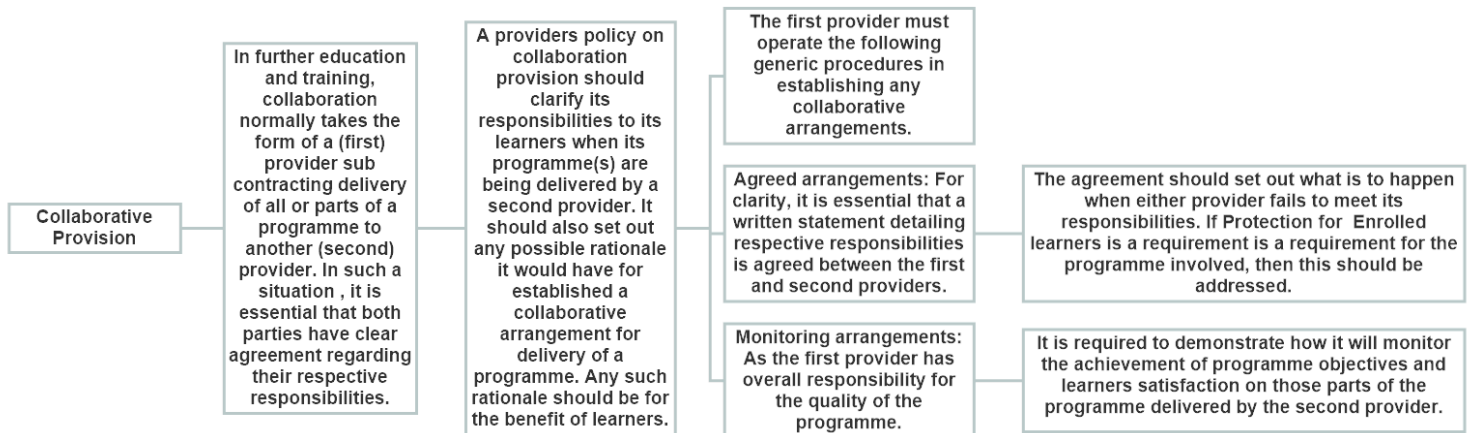 Collaborative
Provision
In further education
and training,
collaboration
normally takes the
form of a (first)
provider sub
contracting delivery
of all or parts of a
programme to
another (second)
provider. In such a
situation , it is
essential that both
parties have clear
agreement regarding
their respective
responsibilities.
A providers policy on
collaboration
provision should
clarify its
responsibilities to its
learners when its
programme(s) are
being delivered by a
second provider. It
should also set out
any possible rationale
it would have for
established a
collaborative
arrangement for
delivery of a
programme. Any such
rationale should be for
the benefit of learners.
The first provider must
operate the following
generic procedures in
establishing any
collaborative
arrangements.
Agreed arrangements: For
clarity, it is essential that a
written statement detailing
respective responsibilities
is agreed between the first
and second providers.
The agreement should set out what is to happen
when either provider fails to meet its
responsibilities. If Protection for Enrolled
learners is a requirement is a requirement for the
programme involved, then this should be
addressed.
Monitoring arrangements:
As the first provider has
overall responsibility for
the quality of the
programme.
It is required to demonstrate how it will monitor
the achievement of programme objectives and
learners satisfaction on those parts of the
programme delivered by the second provider.